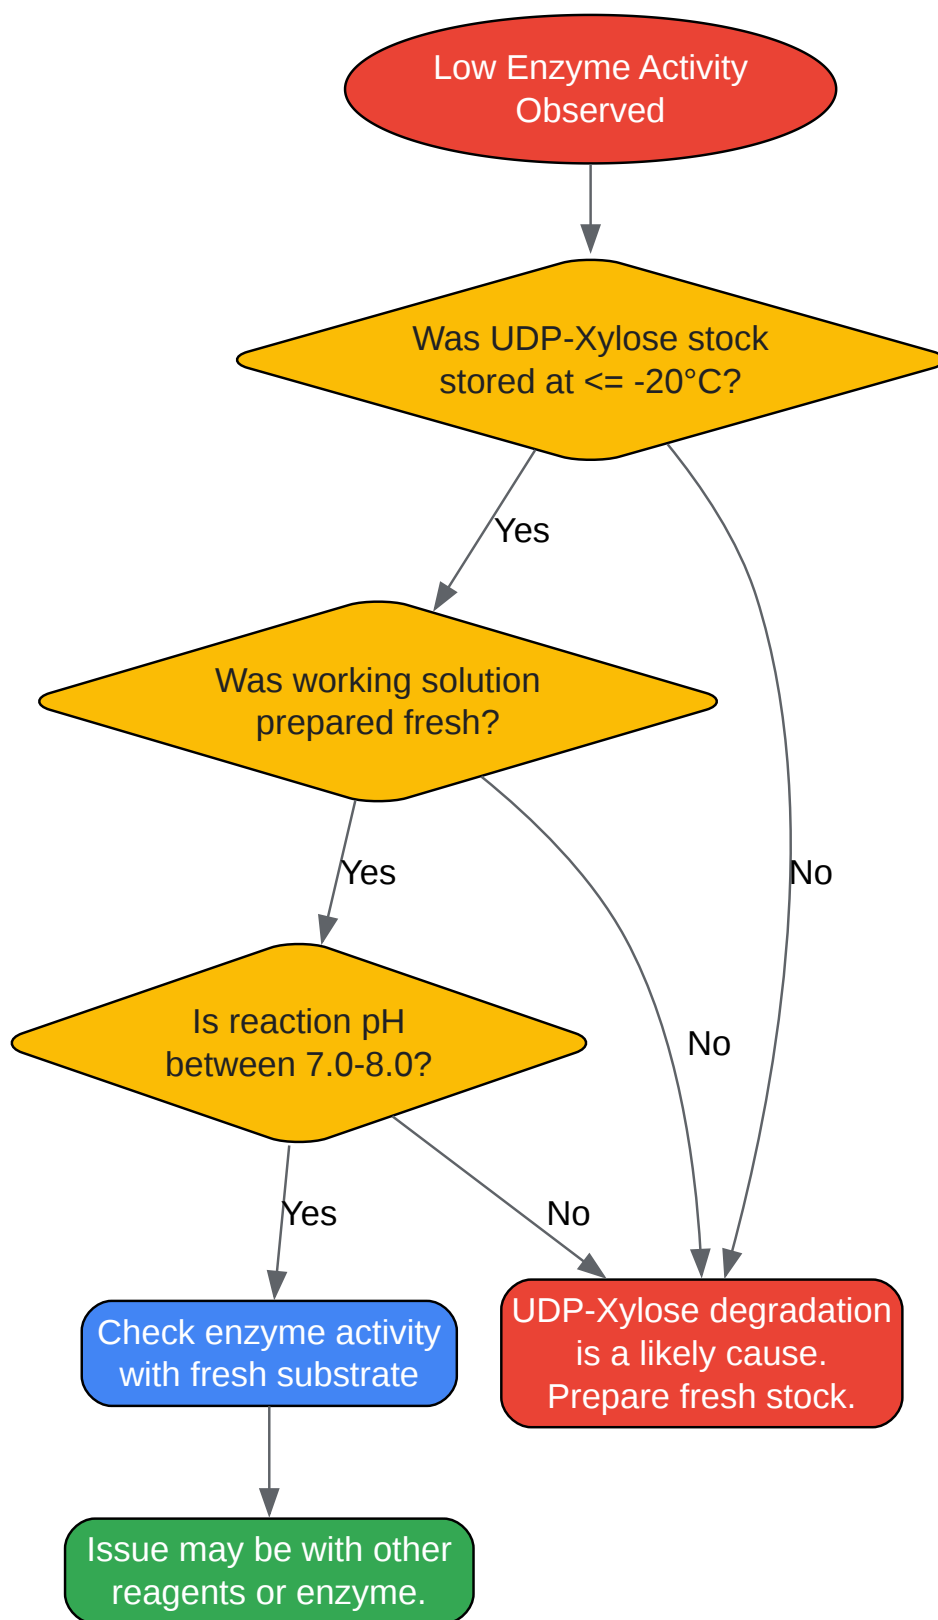 Low Enzyme Activity
Observed
Was UDP-Xylose stock
stored at <= -20°C?
Yes
Was working solution
prepared fresh?
Yes
No
Is reaction pH
between 7.0-8.0?
No
Yes
No
UDP-Xylose degradation
is a likely cause.
Prepare fresh stock.
Check enzyme activity
with fresh substrate
Issue may be with other
reagents or enzyme.